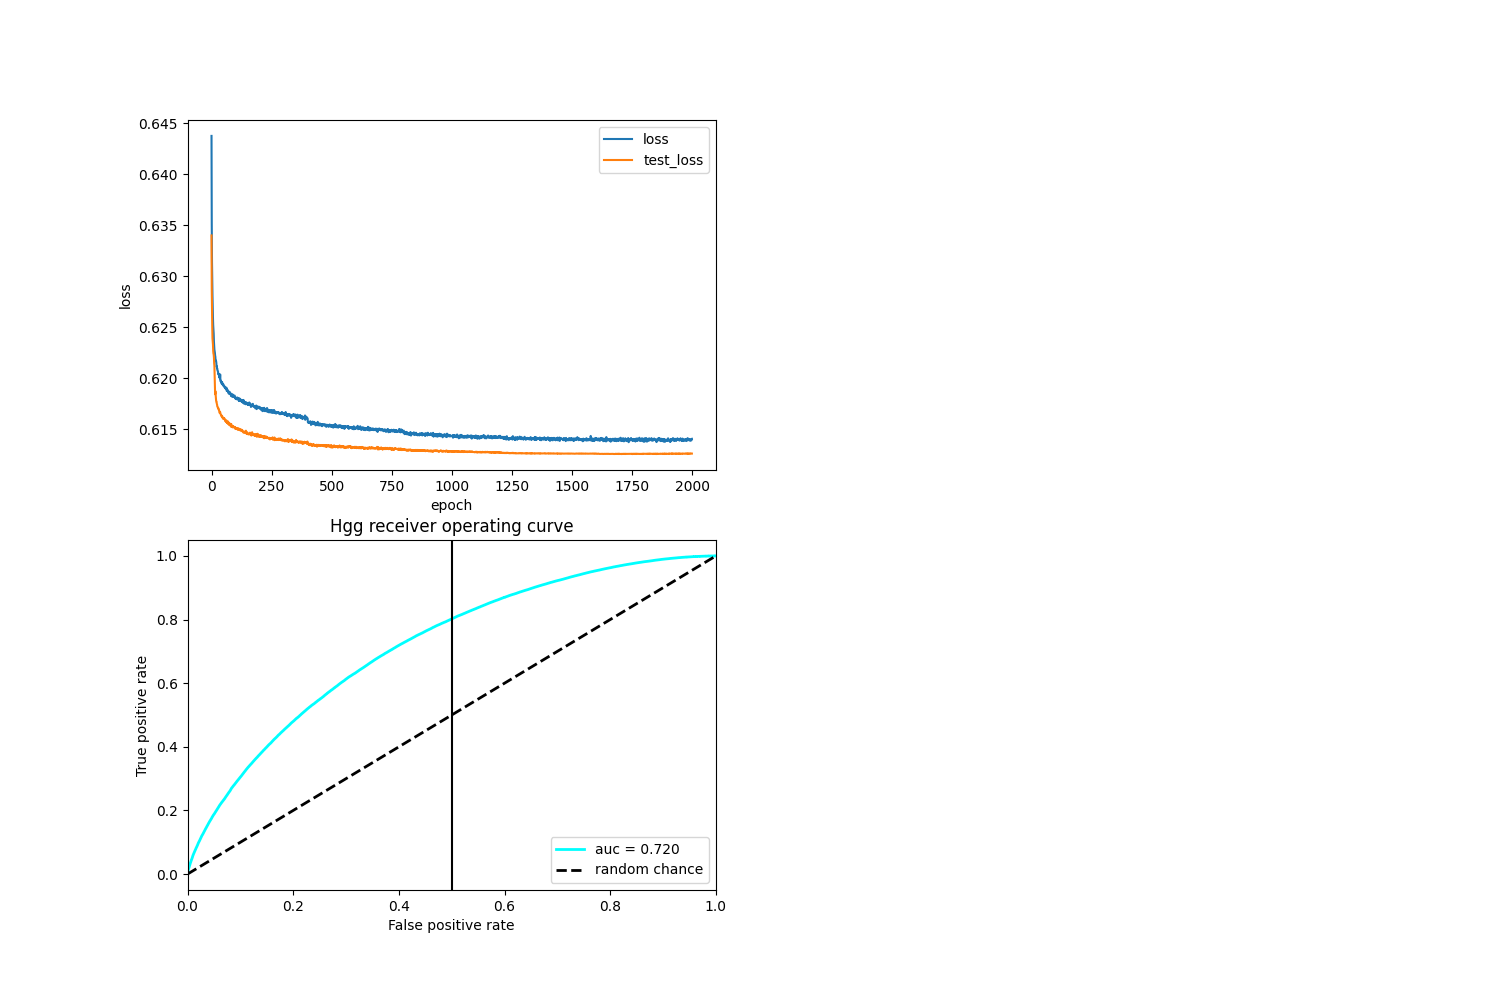 0.645
0.640
0.635
0.630
0.625
0.620
0.615
loss
loss
test_loss
0 250 500 750 1000 1250 1500 1750 2000
epoch
Hgg receiver operating curve
1.0
0.8
0.6
0.4
0.2
0.0
True positive rate
auc = 0.720
random chance
0.0 0.2 0.4 0.6 0.8 1.0
False positive rate